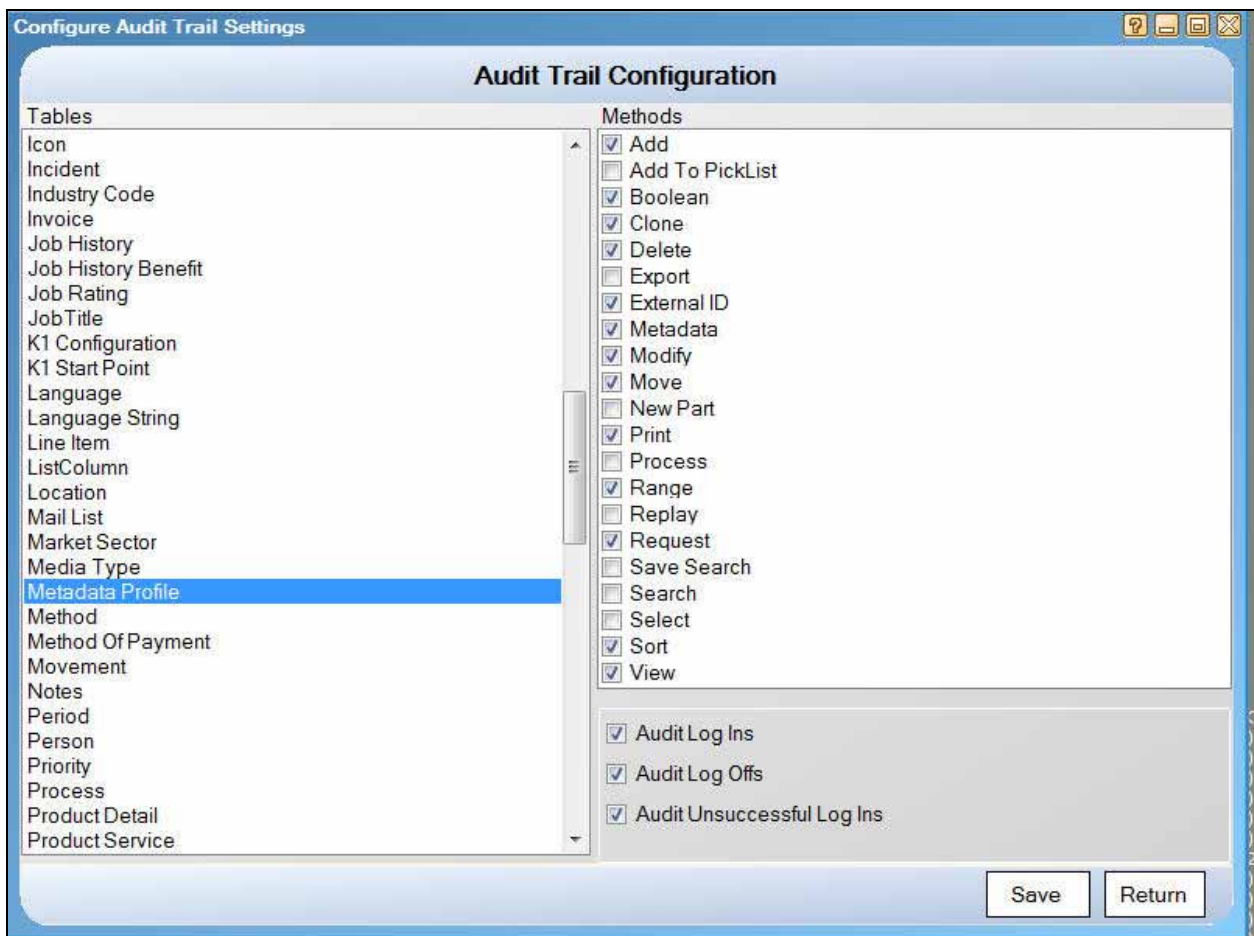 Configure Audit Trail Settings
Audit Trail Configuration
Tables
Icon
Incident
Industry Code
Invoice
Job History
Job History Benefit
Job Rating
JobTitle
K1 Configuration
K1 Start Point
Language
Language String
Line Item
ListColumn
Location
Mail List
Market Sector
Media Type
Metadata Profile
Method
Method Of Payment
Movement
Notes
Period
Person
Priority
Process
Product Detail
Product Service
Methods
Add
Add To PickList
Boolean
Clone
Delete
Export
External ID
Metadata
Modify
Move
New Part
Print
Process
Range
Replay
Request
Save Search
Search
Select
Sort
View
Audit Log Ins
Audit Log Offs
Audit Unsuccessful Log Ins
Save
Return